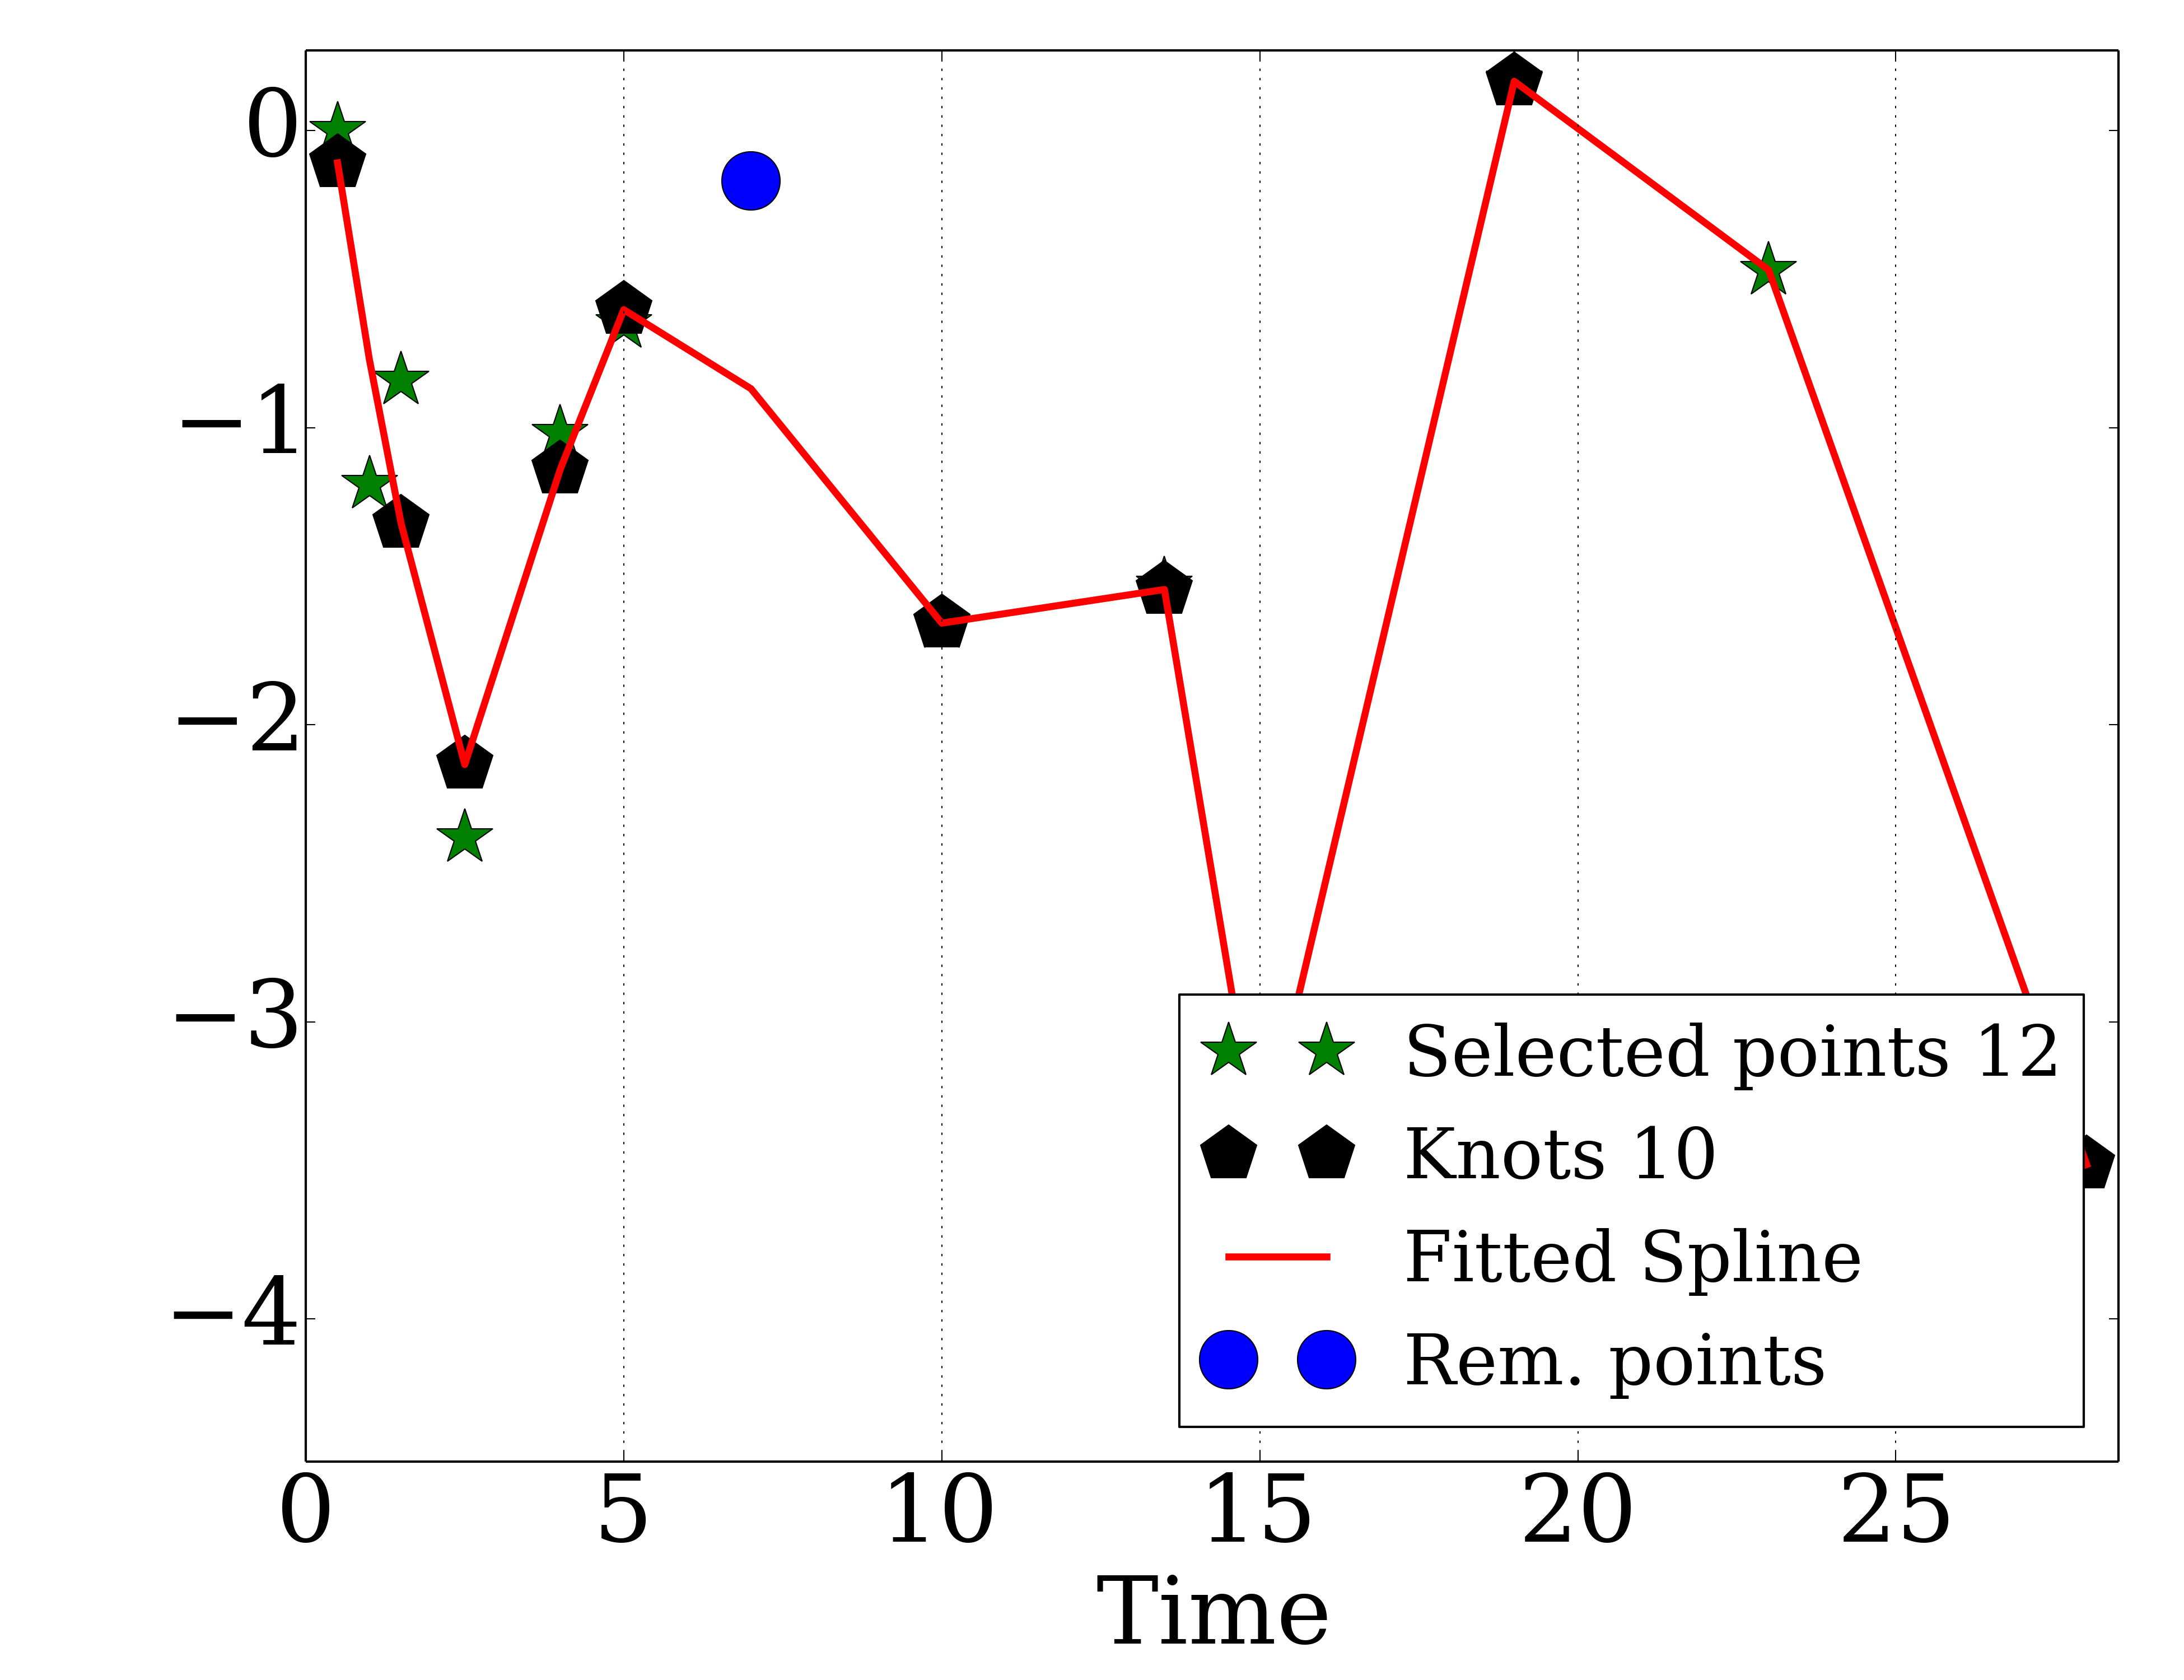 0
−1
−2
−3
−4
Selected points 12
Knots 10
Fitted Spline
Rem. points
0 5 10 15 20 25
Time